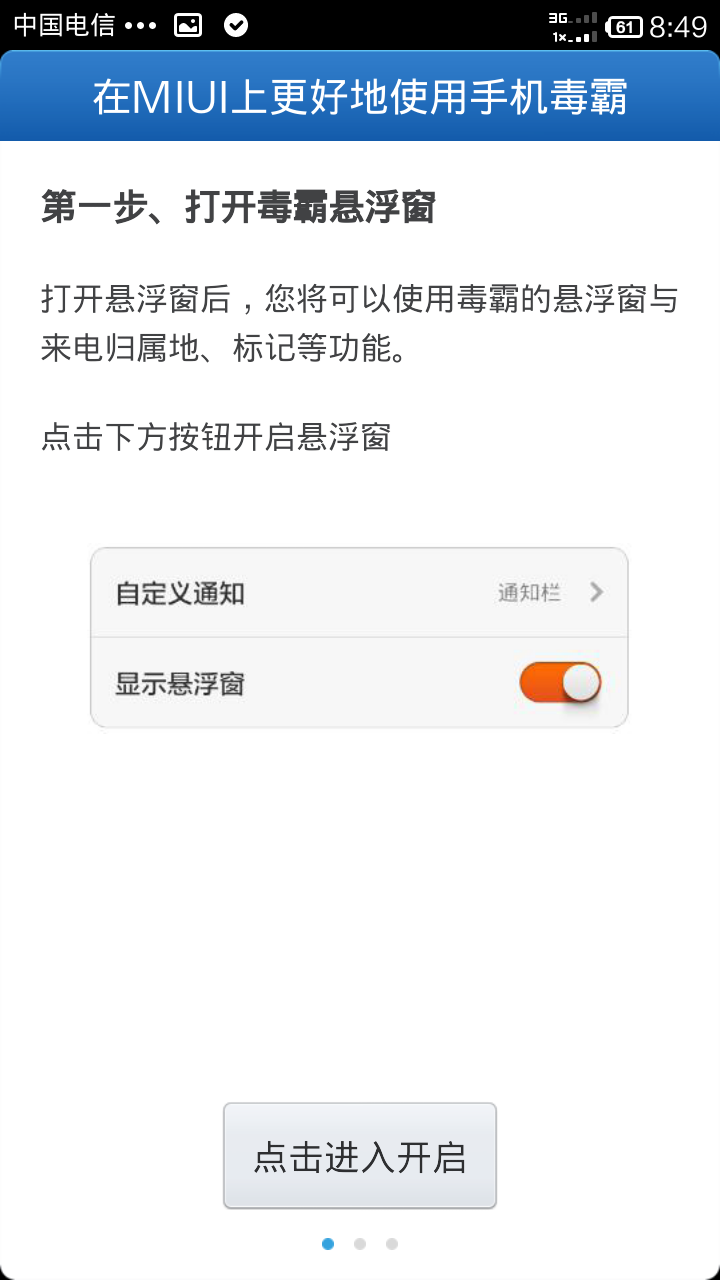 中国电信 •••
3G
1×
61
8:49
在MIUI上更好地使用手机毒霸
第一步、打开毒霸悬浮窗
打开悬浮窗后，您将可以使用毒霸的悬浮窗与
来电归属地、标记等功能。
点击下方按钮开启悬浮窗
自定义通知 通知栏
显示悬浮窗
点击进入开启